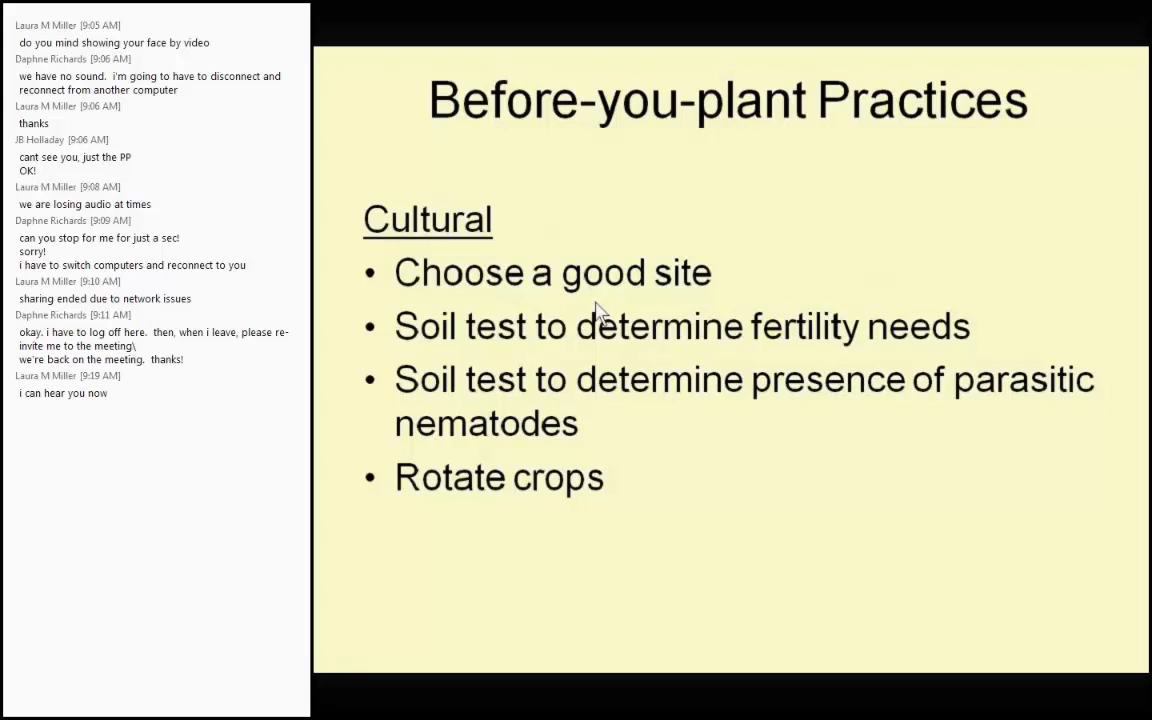 Laura M Miller [9:05 AM]
do you mind showing your face by video
Daphne Richards [9:06 AM]
we have no sound.  i'm going to have to disconnect and
reconnect from another computer
Laura M Miller [9:06 AM]
thanks
JB Holladay [9:06 AM]
cant see you, just the PP
OK!
Laura M Miller [9:08 AM]
we are losing audio at times
Daphne Richards [9:09 AM]
can you stop for me for just a sec!
sorry!
i have to switch computers and reconnect to you
Laura M Miller [9:10 AM]
sharing ended due to network issues
Daphne Richards [9:11 AM]
okay. i have to log off here.  then, when i leave, please re-
invite me to the meeting\
we're back on the meeting.  thanks!
Laura M Miller [9:19 AM]
i can hear you now
Before-you-plant Practices
Cultural
• Choose a good site
• Soil test to determine fertility needs
• Soil test to determine presence of parasitic
nematodes
• Rotate crops